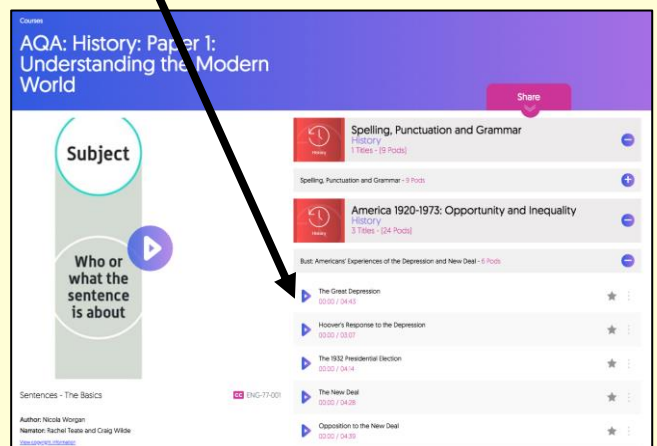 Courses
AQA: History: Paper 1:
Understanding the Modern
World
Share
Subject
Who or
what the
sentence
is about
Sentences - The Basics
CC ENG-77-001
Author: Nicola Worgan
Narrator: Rachel Teate and Craig Wilde
View copyright information
History
Spelling, Punctuation and Grammar
History
1 Titles - [9 Pods]
Spelling, Punctuation and Grammar - 9 Pods
History
America 1920-1973: Opportunity and Inequality
History
3 Titles - [24 Pods]
Bust: Americans' Experiences of the Depression and New Deal - 6 Pods
The Great Depression
00:00 / 04:43
Hoover's Response to the Depression
00:00 / 03:07
The 1932 Presidential Election
00:00 / 04:14
The New Deal
00:00 / 04:28
Opposition to the New Deal
00:00 / 04:39